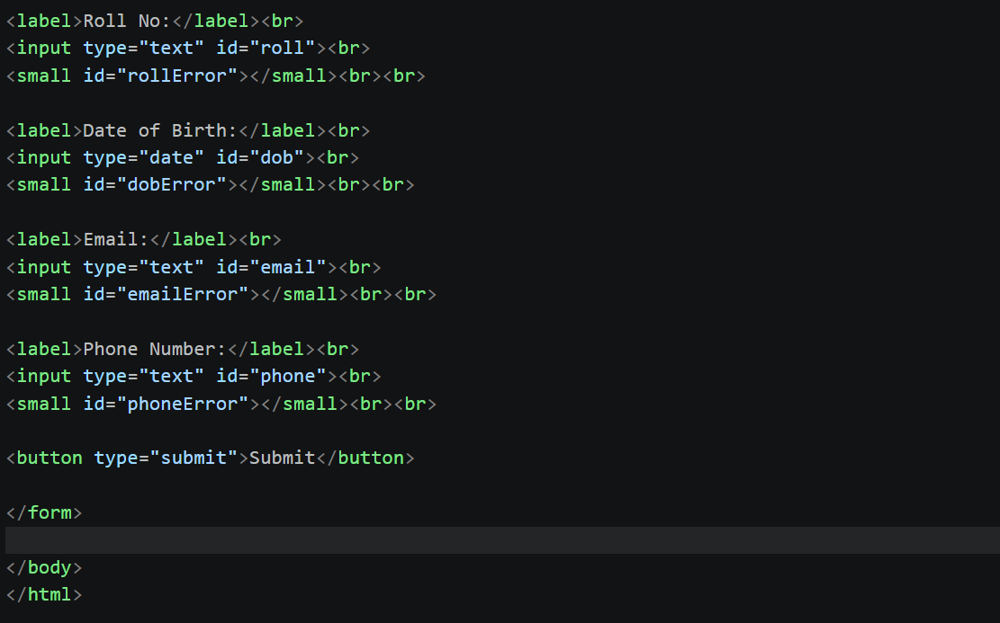 <label>Roll No:</label><br>
<input type="text" id="roll"><br>
<small id="rollError"></small><br><br>
<label>Date of Birth:</label><br>
<input type="date" id="dob"><br>
<small id="dobError"></small><br><br>
<label>Email:</label><br>
<input type="text" id="email"><br>
<small id="emailError"></small><br><br>
<label>Phone Number:</label><br>
<input type="text" id="phone"><br>
<small id="phoneError"></small><br><br>
<button type="submit">Submit</button>
</form>
</body>
</html>